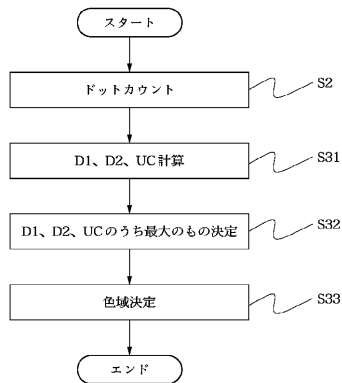 スタート
ドットカウント
S2
D1、D2、UC計算
S31
D1、D2、UCのうち最大のもの決定
S32
色域決定
S33
エンド